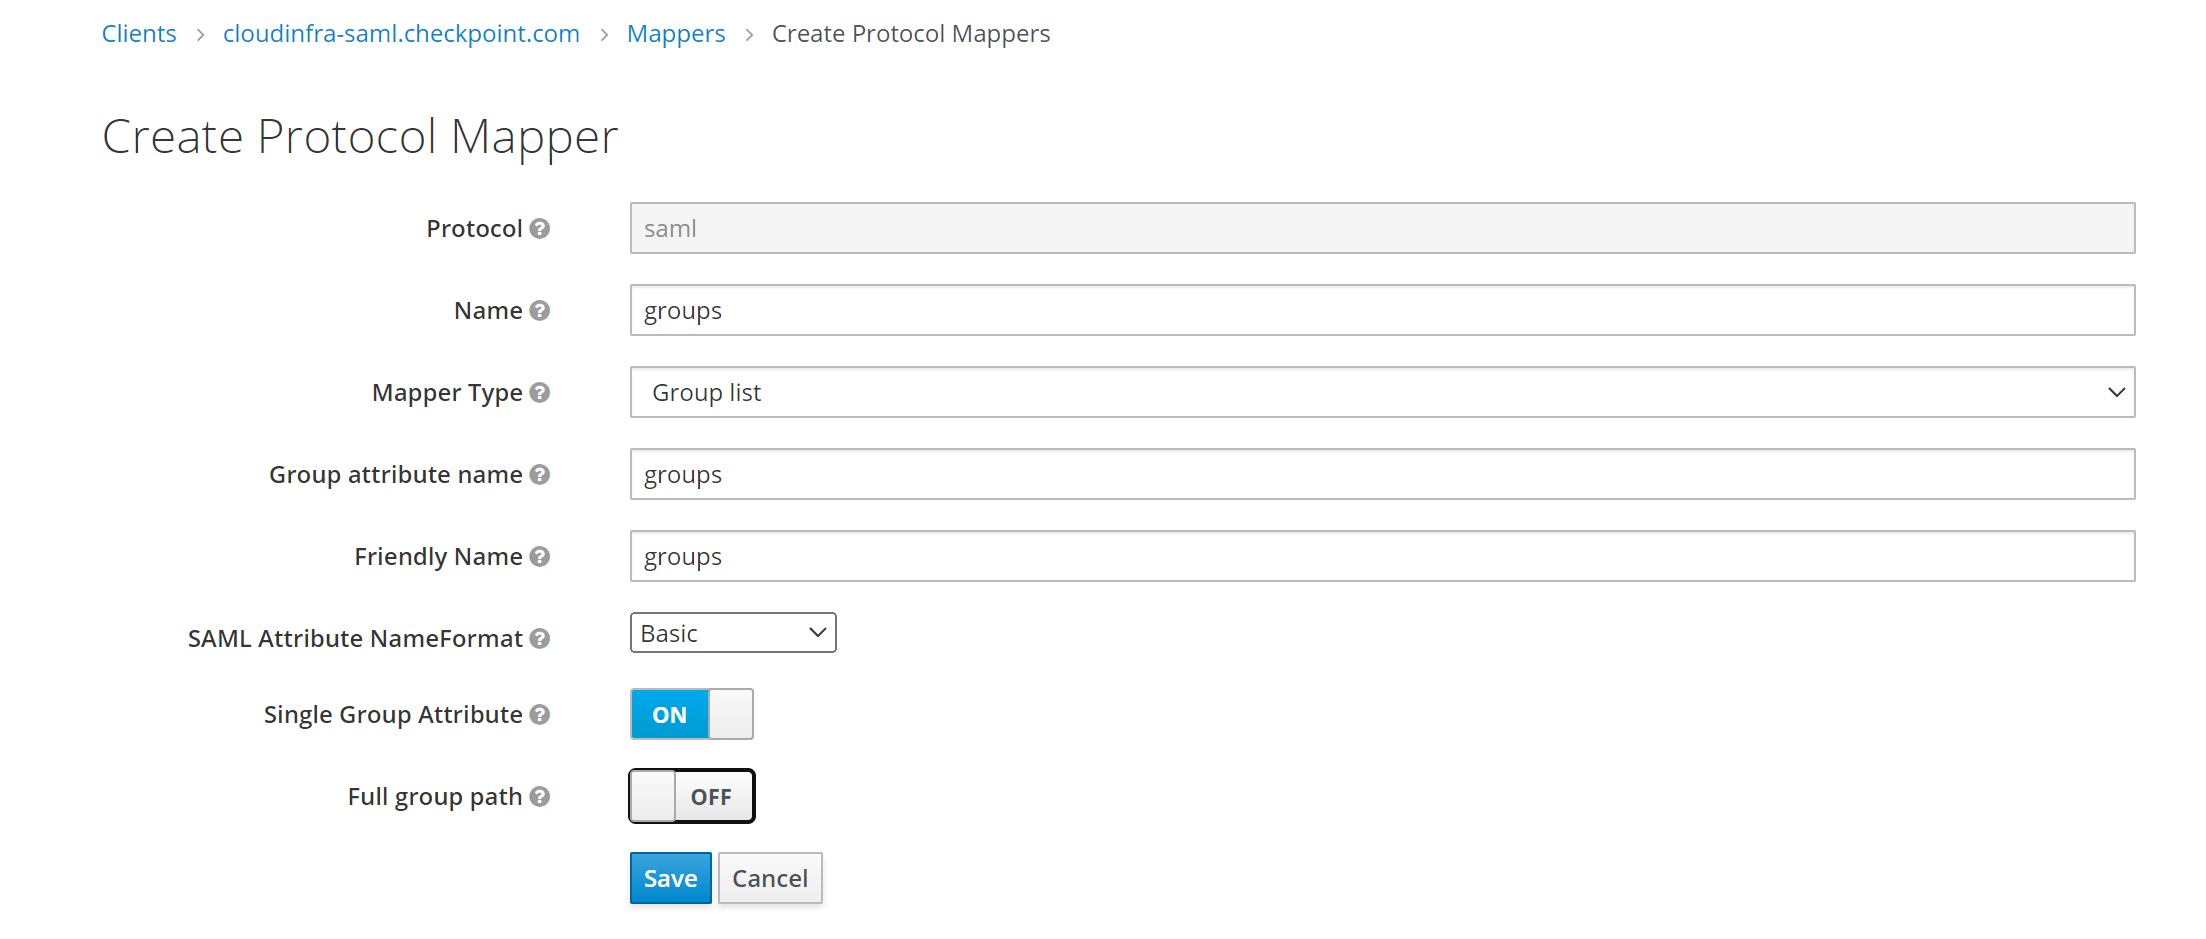 Clients > cloudinfra-saml.checkpoint.com > Mappers > Create Protocol Mappers
Create Protocol Mapper
Protocol ? saml
Name ? groups
Mapper Type ? Group list
Group attribute name ? groups
Friendly Name ? groups
SAML Attribute NameFormat ? Basic
Single Group Attribute ? ON
Full group path ? OFF
Save Cancel